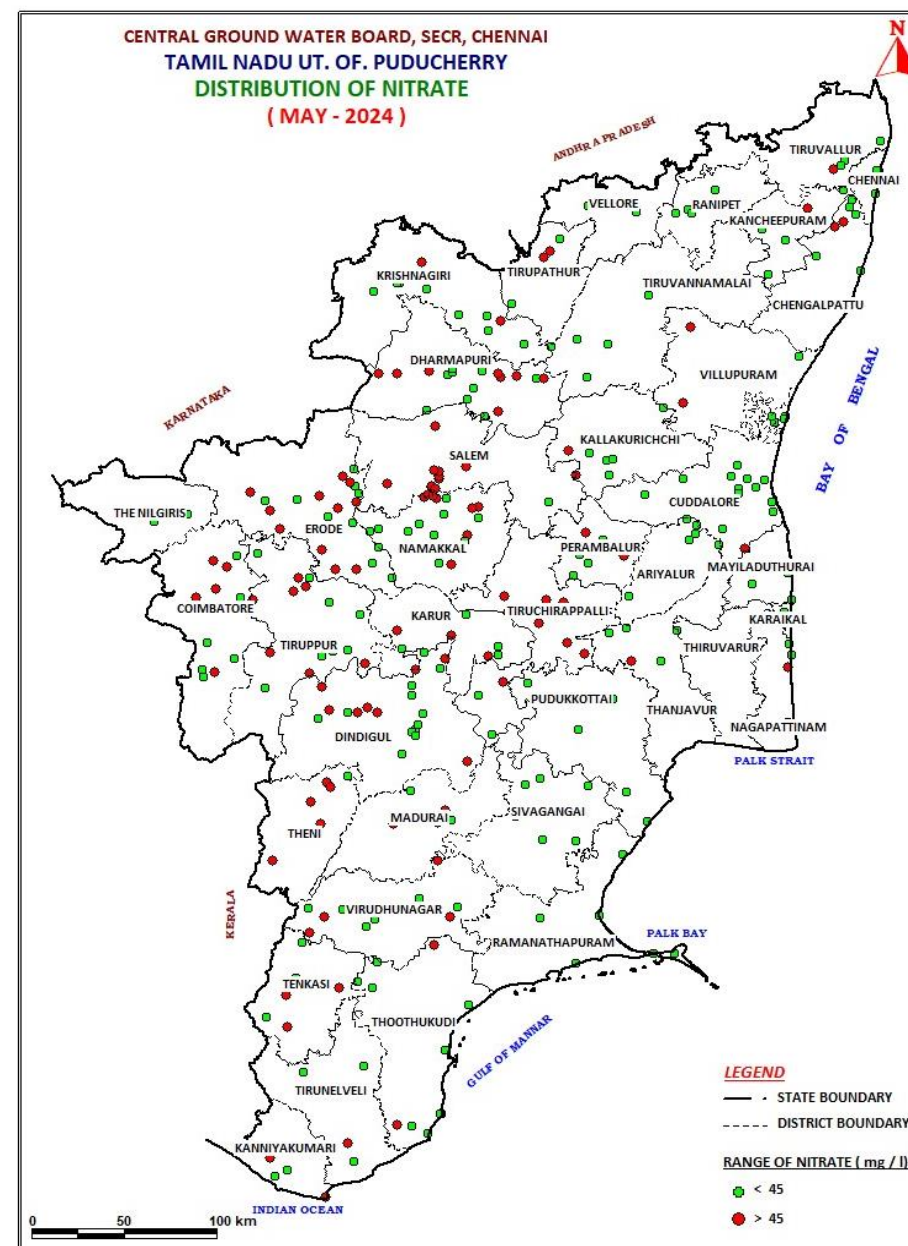 CENTRAL GROUND WATER BOARD, SECR, CHENNAI
TAMIL NADU UT. OF. PUDUCHERRY
DISTRIBUTION OF NITRATE
( MAY - 2024 )
N
ANDHRA PRADESH
TIRUVALLUR
CHENNAI
VELLORE
RANIPET
KANCHEEPURAM
KRISHNAGIRI
TIRUPATHUR
TIRUVANNAMALAI
CHENGALPATTU
DHARMAPURI
VILLUPURAM
KARNATAKA
BAY OF BENGAL
KALLAKURICHCHI
SALEM
CUDDALORE
THE NILGIRIS
ERODE
NAMAKKAL
PERAMBALUR
ARIYALUR
MAYILADUTHURAI
COIMBATORE
KARUR
TIRUCHIRAPPALLI
KARAIKAL
TIRUPPUR
THIRUVARUR
PUDUKKOTTAI
THANJAVUR
NAGAPATTINAM
DINDIGUL
PALK STRAIT
THENI
MADURAI
SIVAGANGAI
KERALA
VIRUDHUNAGAR
RAMANATHAPURAM
PALK BAY
TENKASI
THOOTHUKUDI
GULF OF MANNAR
TIRUNELVELI
KANNIYAKUMARI
INDIAN OCEAN
LEGEND
STATE BOUNDARY
DISTRICT BOUNDARY
RANGE OF NITRATE ( mg / l)
< 45
> 45
0 50 100 km